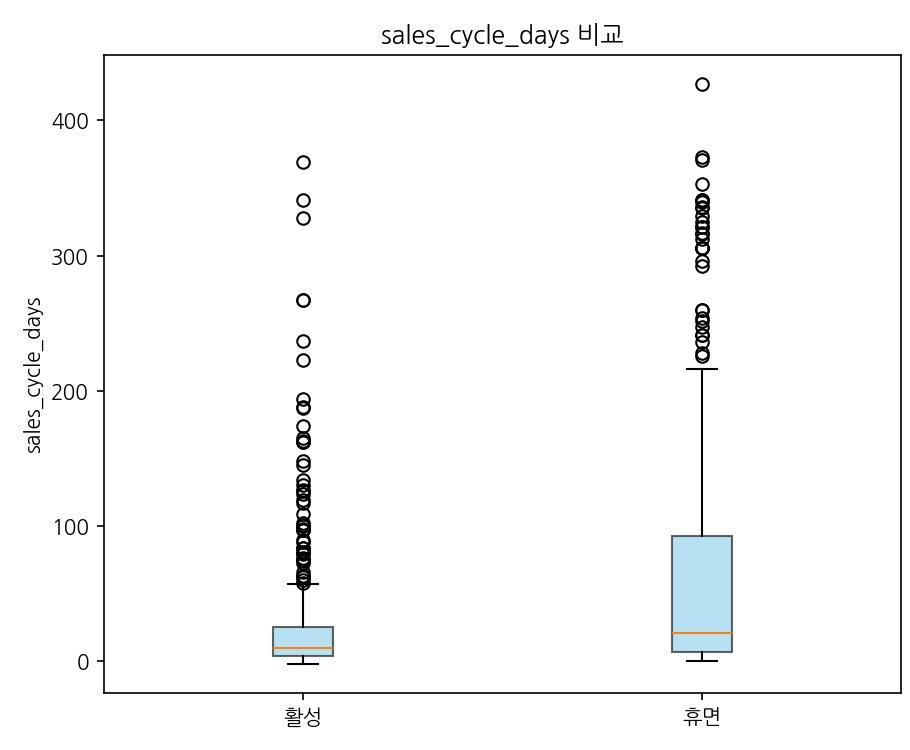 sales_cycle_days 비교
sales_cycle_days
400
300
200
100
0
활성
휴면